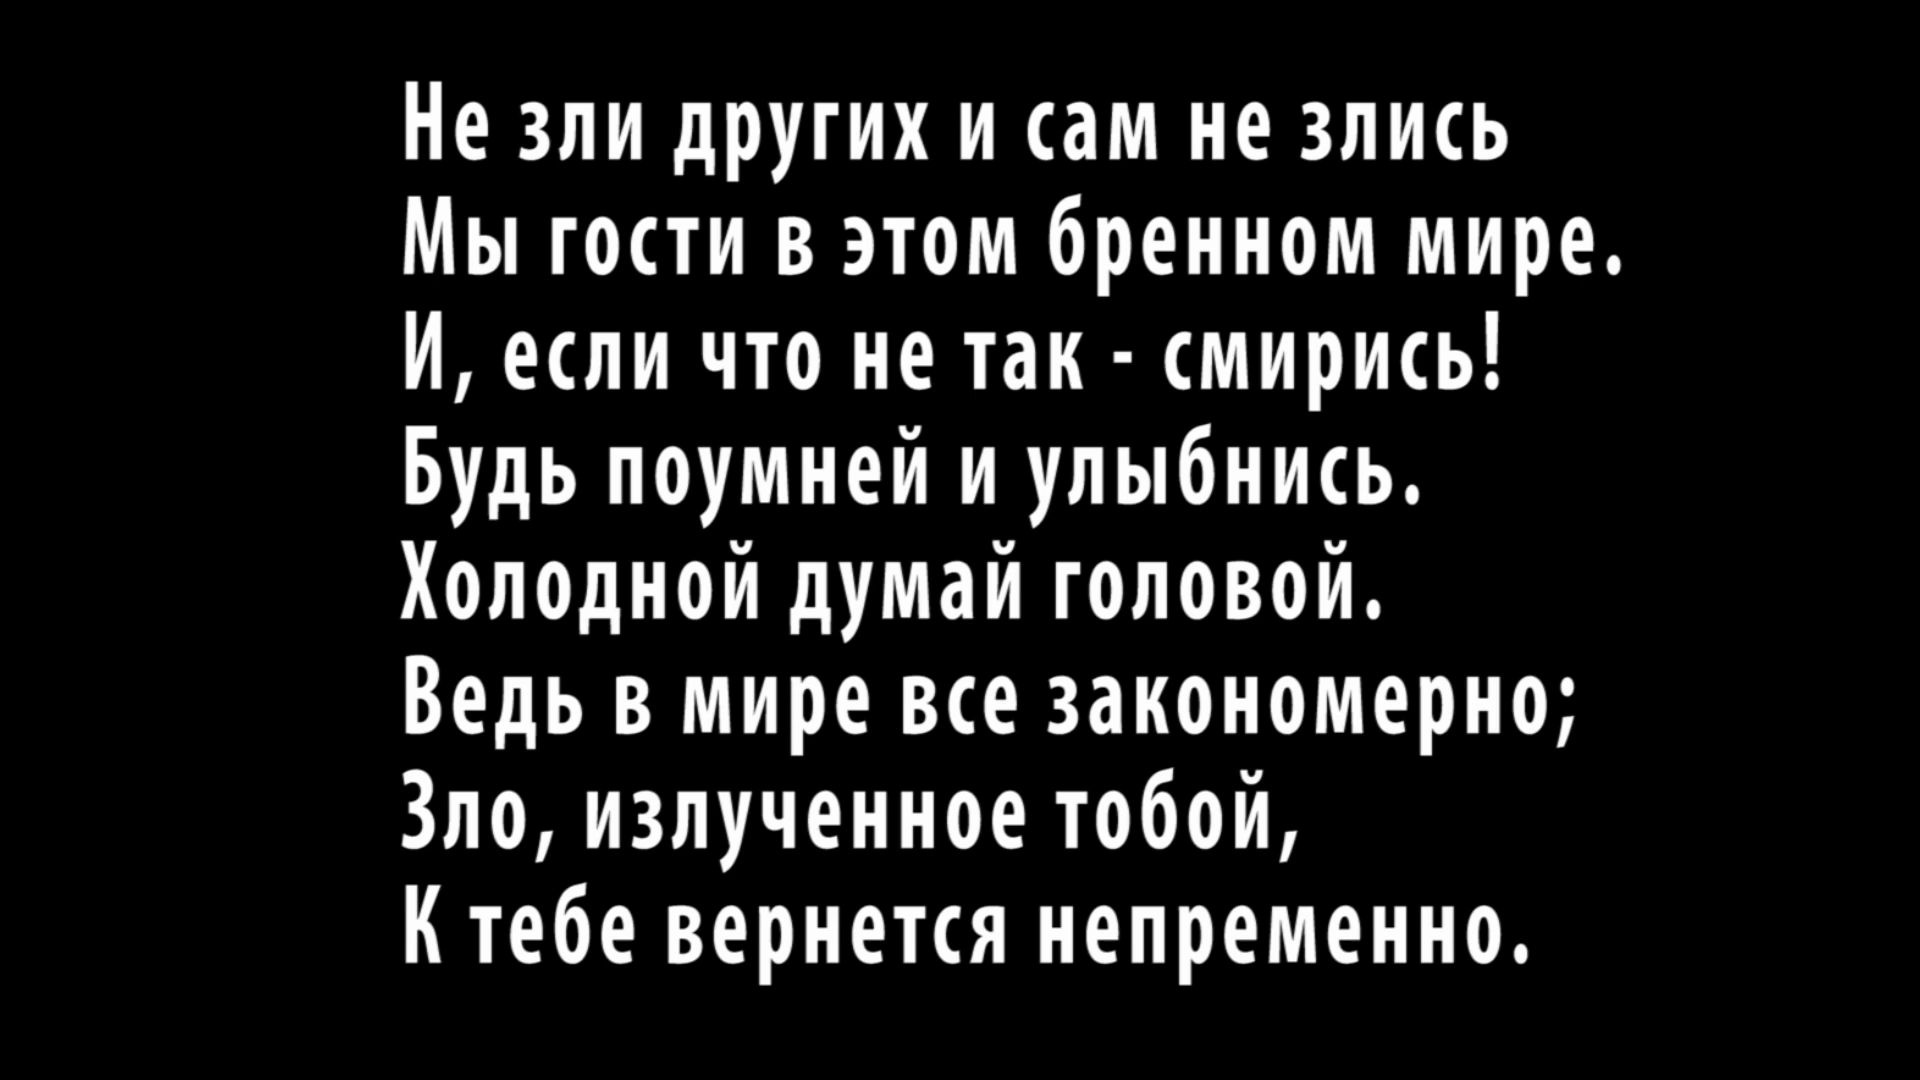 Не зли других и сам не злись
Мы гости в этом бренном мире.
И, если что не так - смирись!
Будь поумней и улыбнись.
Холодной думай головой.
Ведь в мире все закономерно;
Зло, излученное тобой,
К тебе вернется непременно.